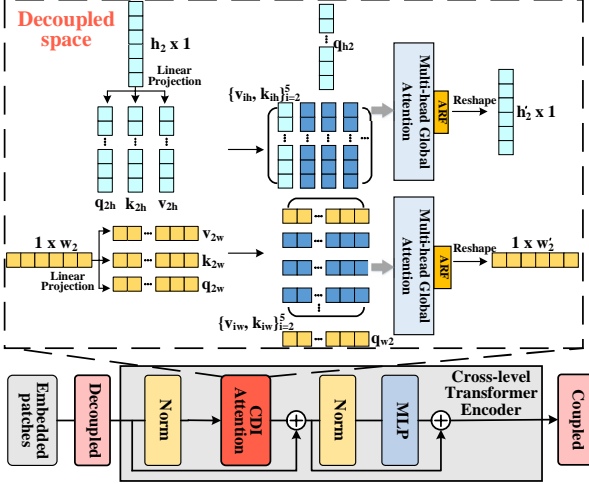 Decoupled
space
h₂ x 1
Linear
Projection
q₂ₕ k₂ₕ v₂ₕ
qₕ₂
{vᵢₕ, kᵢₕ}⁵ᵢ₌₂
Multi-head Global
Attention
ARF
Reshape
h₂′ x 1
1 x w₂
Linear
Projection
v₂w
k₂w
q₂w
{vᵢw, kᵢw}⁵ᵢ₌₂
qw₂
Multi-head Global
Attention
ARF
Reshape
1 x w₂′
Embedded
patches
Decoupled
Norm
CDI
Attention
Norm
MLP
Cross-level
Transformer
Encoder
Coupled